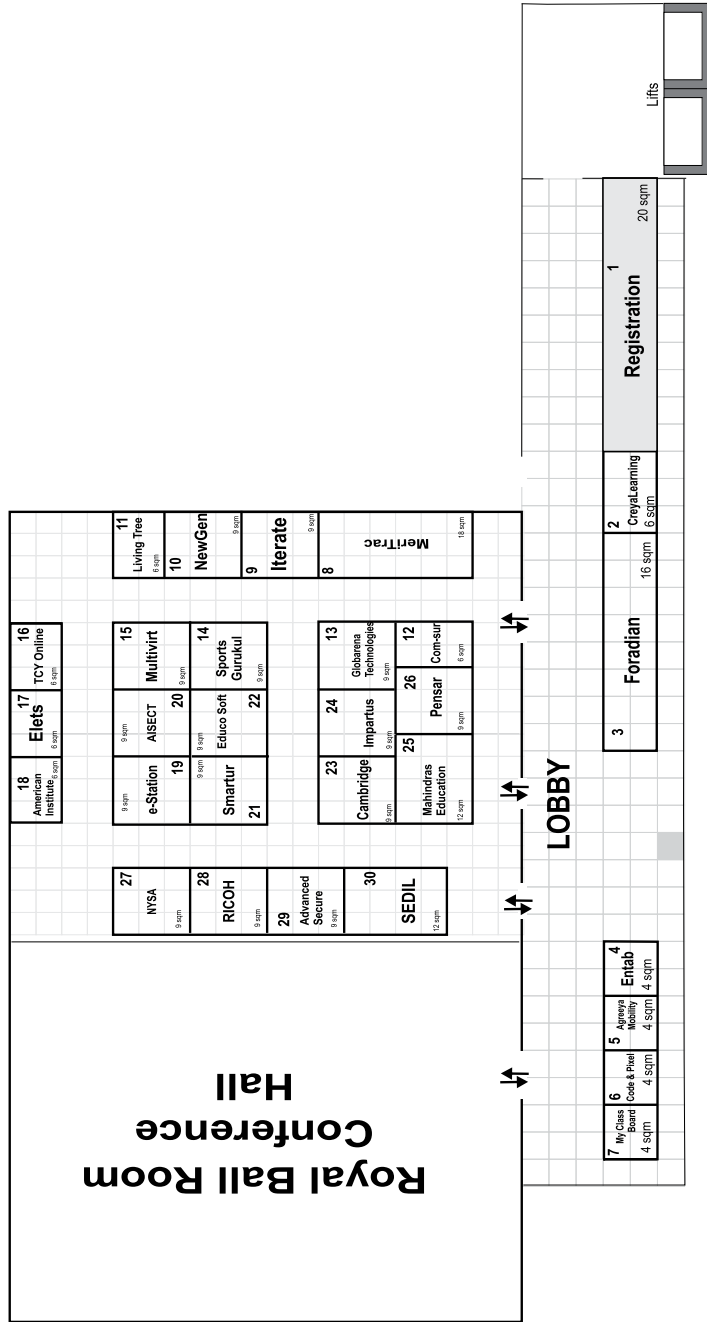 Lifts
1
Registration
20 sqm
2
CreyaLearning
6 sqm
3
Foradian
16 sqm
LOBBY
4
Entab
4 sqm
5
Agreeya
Mobility
4 sqm
6
Code & Pixel
4 sqm
7
My Class
Board
4 sqm
11
Living Tree
6 sqm
10
NewGen
9 sqm
9
Iterate
9 sqm
8
MeriTrac
18 sqm
16
TCY Online
6 sqm
17
Elets
6 sqm
18
American
Institute
6 sqm
15
Multivirt
9 sqm
14
Sports
Gurukul
9 sqm
20
AISECT
9 sqm
22
Educo Soft
9 sqm
19
e-Station
9 sqm
21
Smartur
9 sqm
13
Globarena
Technologies
9 sqm
12
Com-sur
6 sqm
24
Impartus
9 sqm
26
Pensar
9 sqm
23
Cambridge
9 sqm
25
Mahindras
Education
12 sqm
27
NYSA
9 sqm
28
RICOH
9 sqm
29
Advanced
Secure
9 sqm
30
SEDIL
12 sqm
Royal Ball Room
Conference
Hall